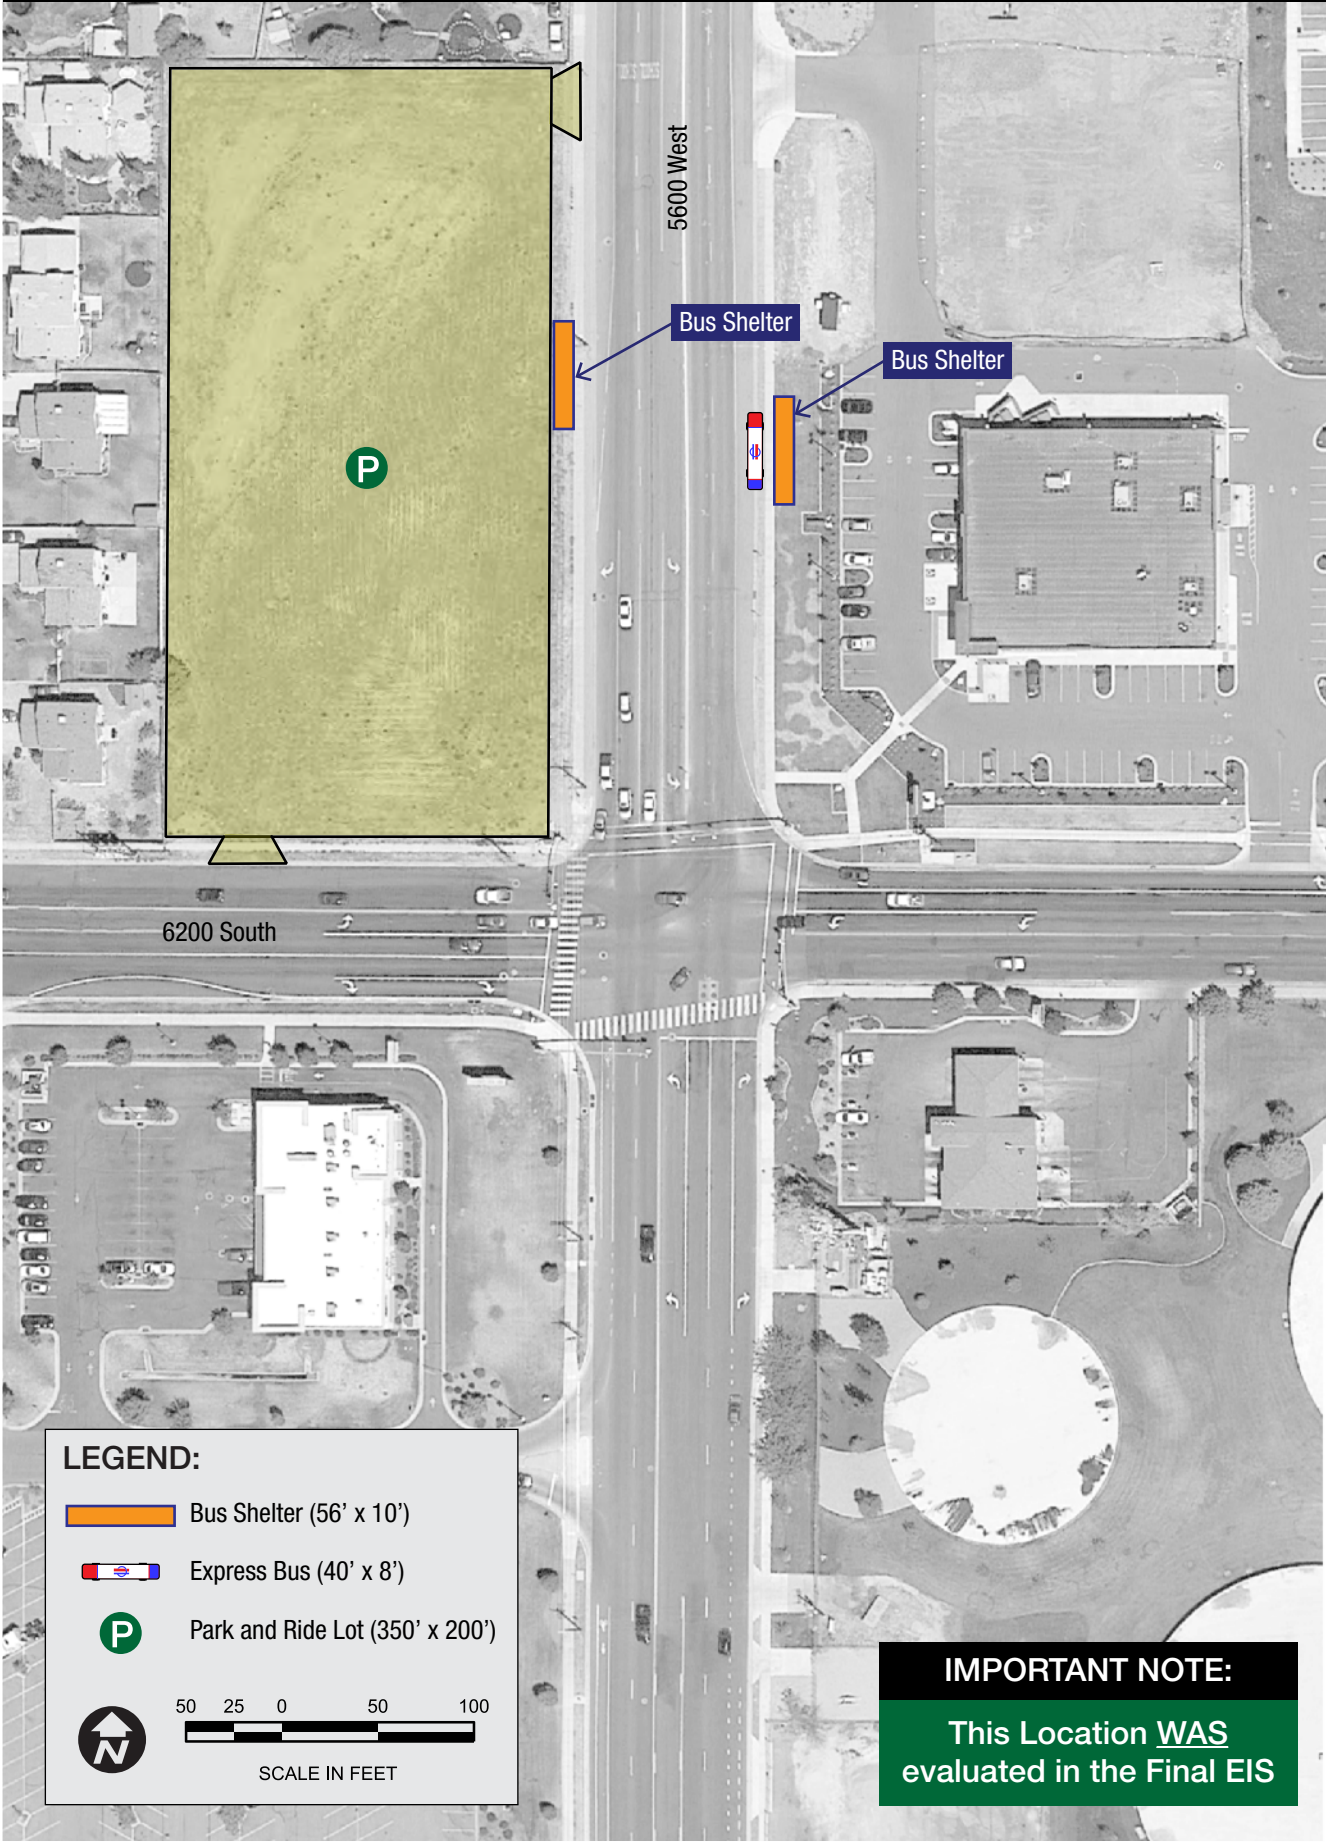 5600 West
Bus Shelter
Bus Shelter
P
6200 South
LEGEND:
Bus Shelter (56’ x 10’)
Express Bus (40’ x 8’)
P
Park and Ride Lot (350’ x 200’)
50 25 0 50 100
N
SCALE IN FEET
IMPORTANT NOTE:
This Location WAS
evaluated in the Final EIS